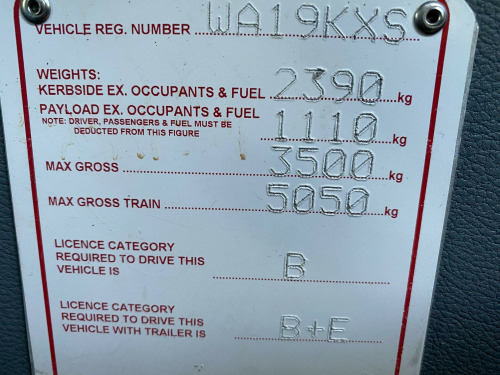 VEHICLE REG. NUMBER WA19KXS
WEIGHTS:
KERBSIDE EX. OCCUPANTS & FUEL 2390 kg
PAYLOAD EX. OCCUPANTS & FUEL 1110 kg
NOTE: DRIVER, PASSENGERS & FUEL MUST BE
DEDUCTED FROM THIS FIGURE
MAX GROSS 3500 kg
MAX GROSS TRAIN 5050 kg
LICENCE CATEGORY
REQUIRED TO DRIVE THIS
VEHICLE IS B
LICENCE CATEGORY
REQUIRED TO DRIVE THIS
VEHICLE WITH TRAILER IS B+E